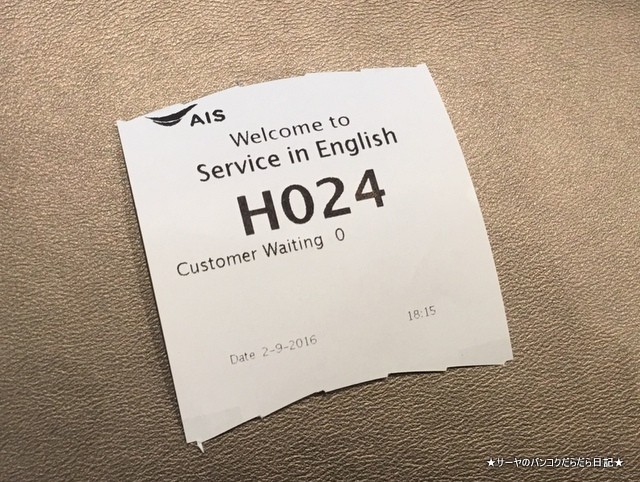 AIS
Welcome to
Service in English
H024
Customer Waiting 0
18:15
Date 2-9-2016
★サーヤのバンコクだらだら日記★